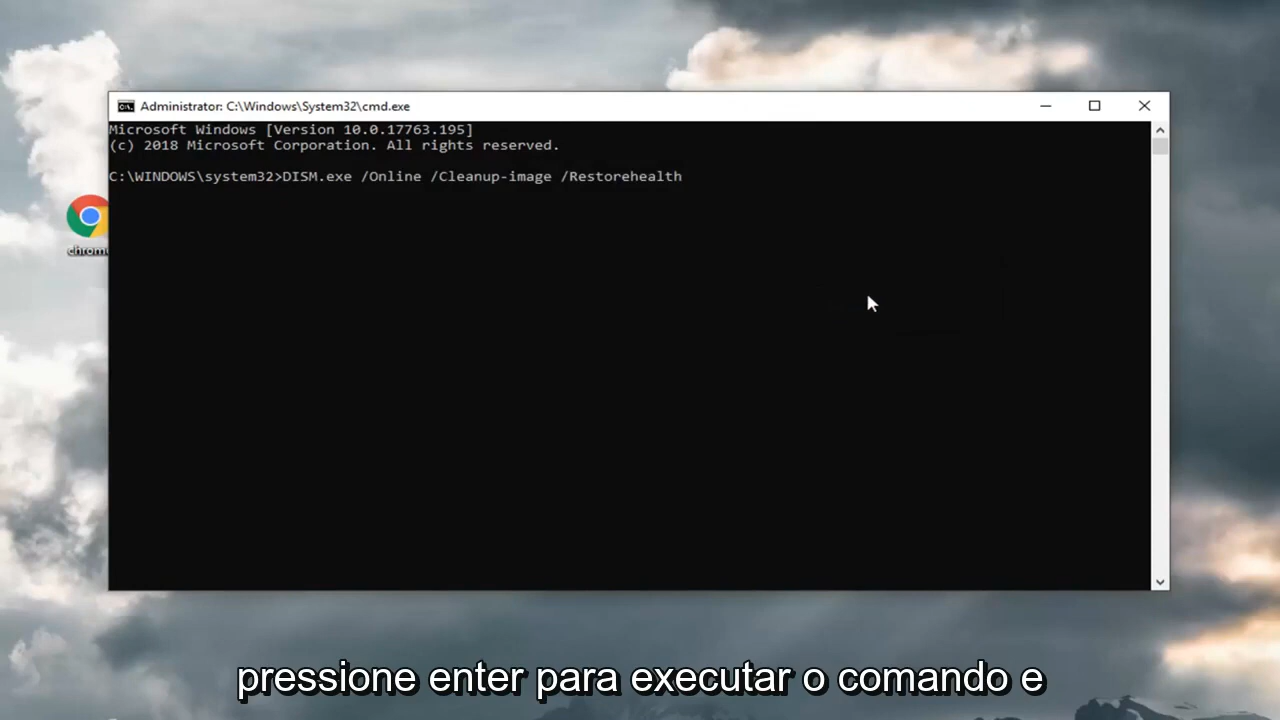 Administrator: C:\Windows\System32\cmd.exe
Microsoft Windows [Version 10.0.17763.195]
(c) 2018 Microsoft Corporation. All rights reserved.
C:\WINDOWS\system32>DISM.exe /Online /Cleanup-image /Restorehealth
chrome
pressione enter para executar o comando e